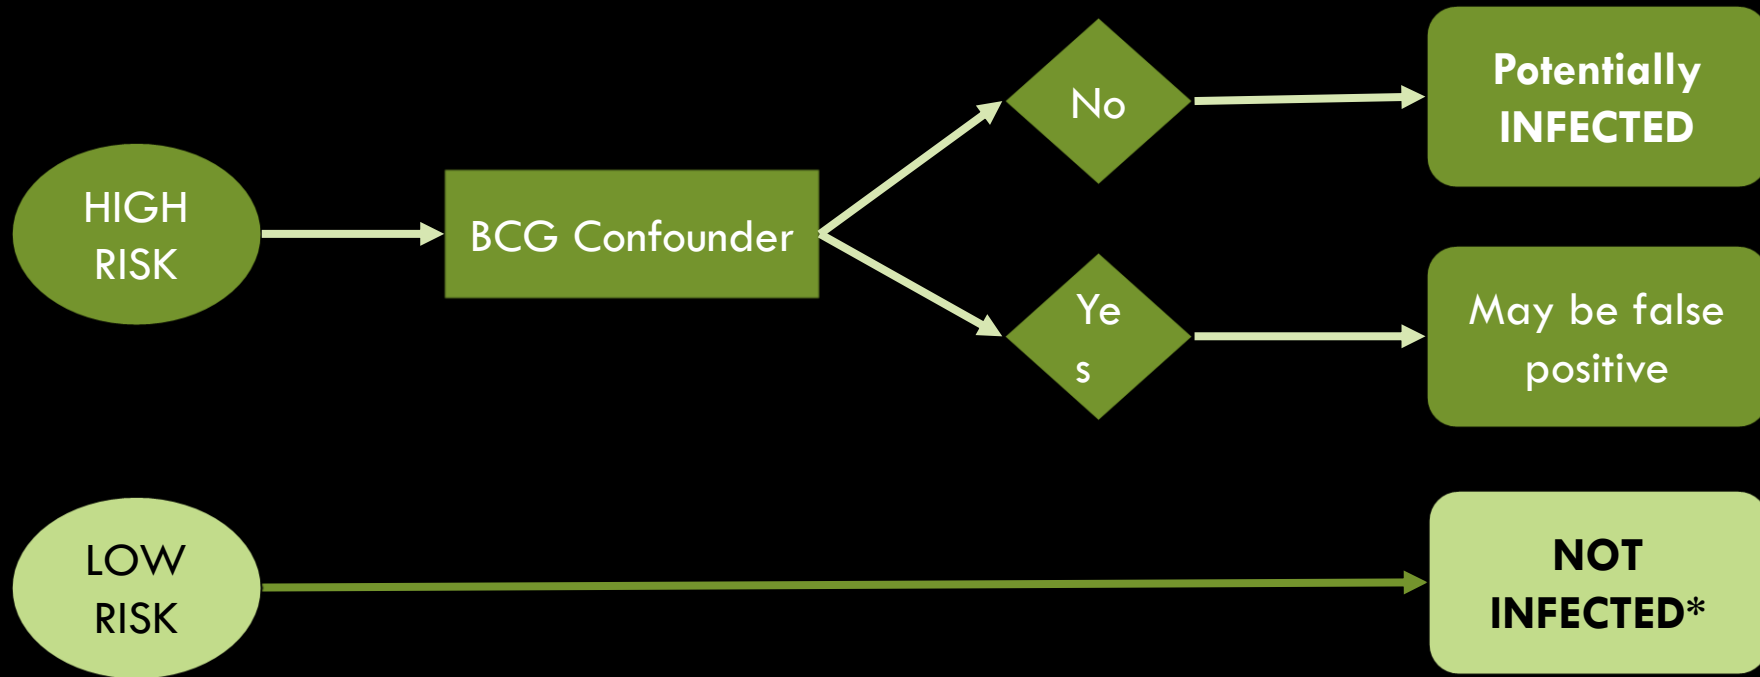 HIGH
RISK
BCG Confounder
No
Potentially
INFECTED
Ye
s
May be false
positive
LOW
RISK
NOT
INFECTED*